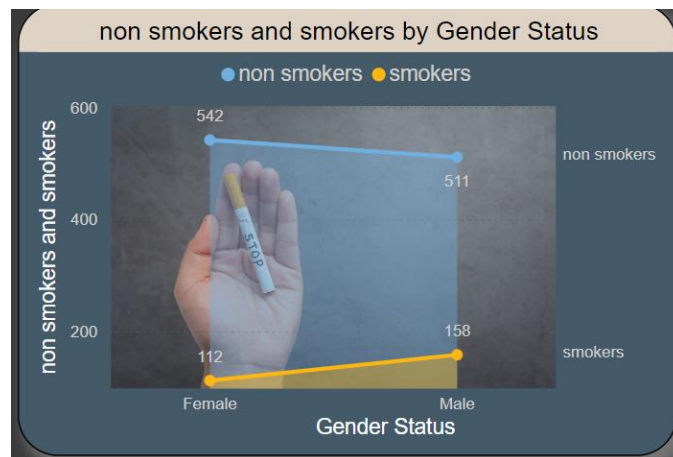 non smokers and smokers by Gender Status
non smokers smokers
non smokers and smokers
600
400
200
542
511
112
158
STOP
non smokers
smokers
Female Male
Gender Status